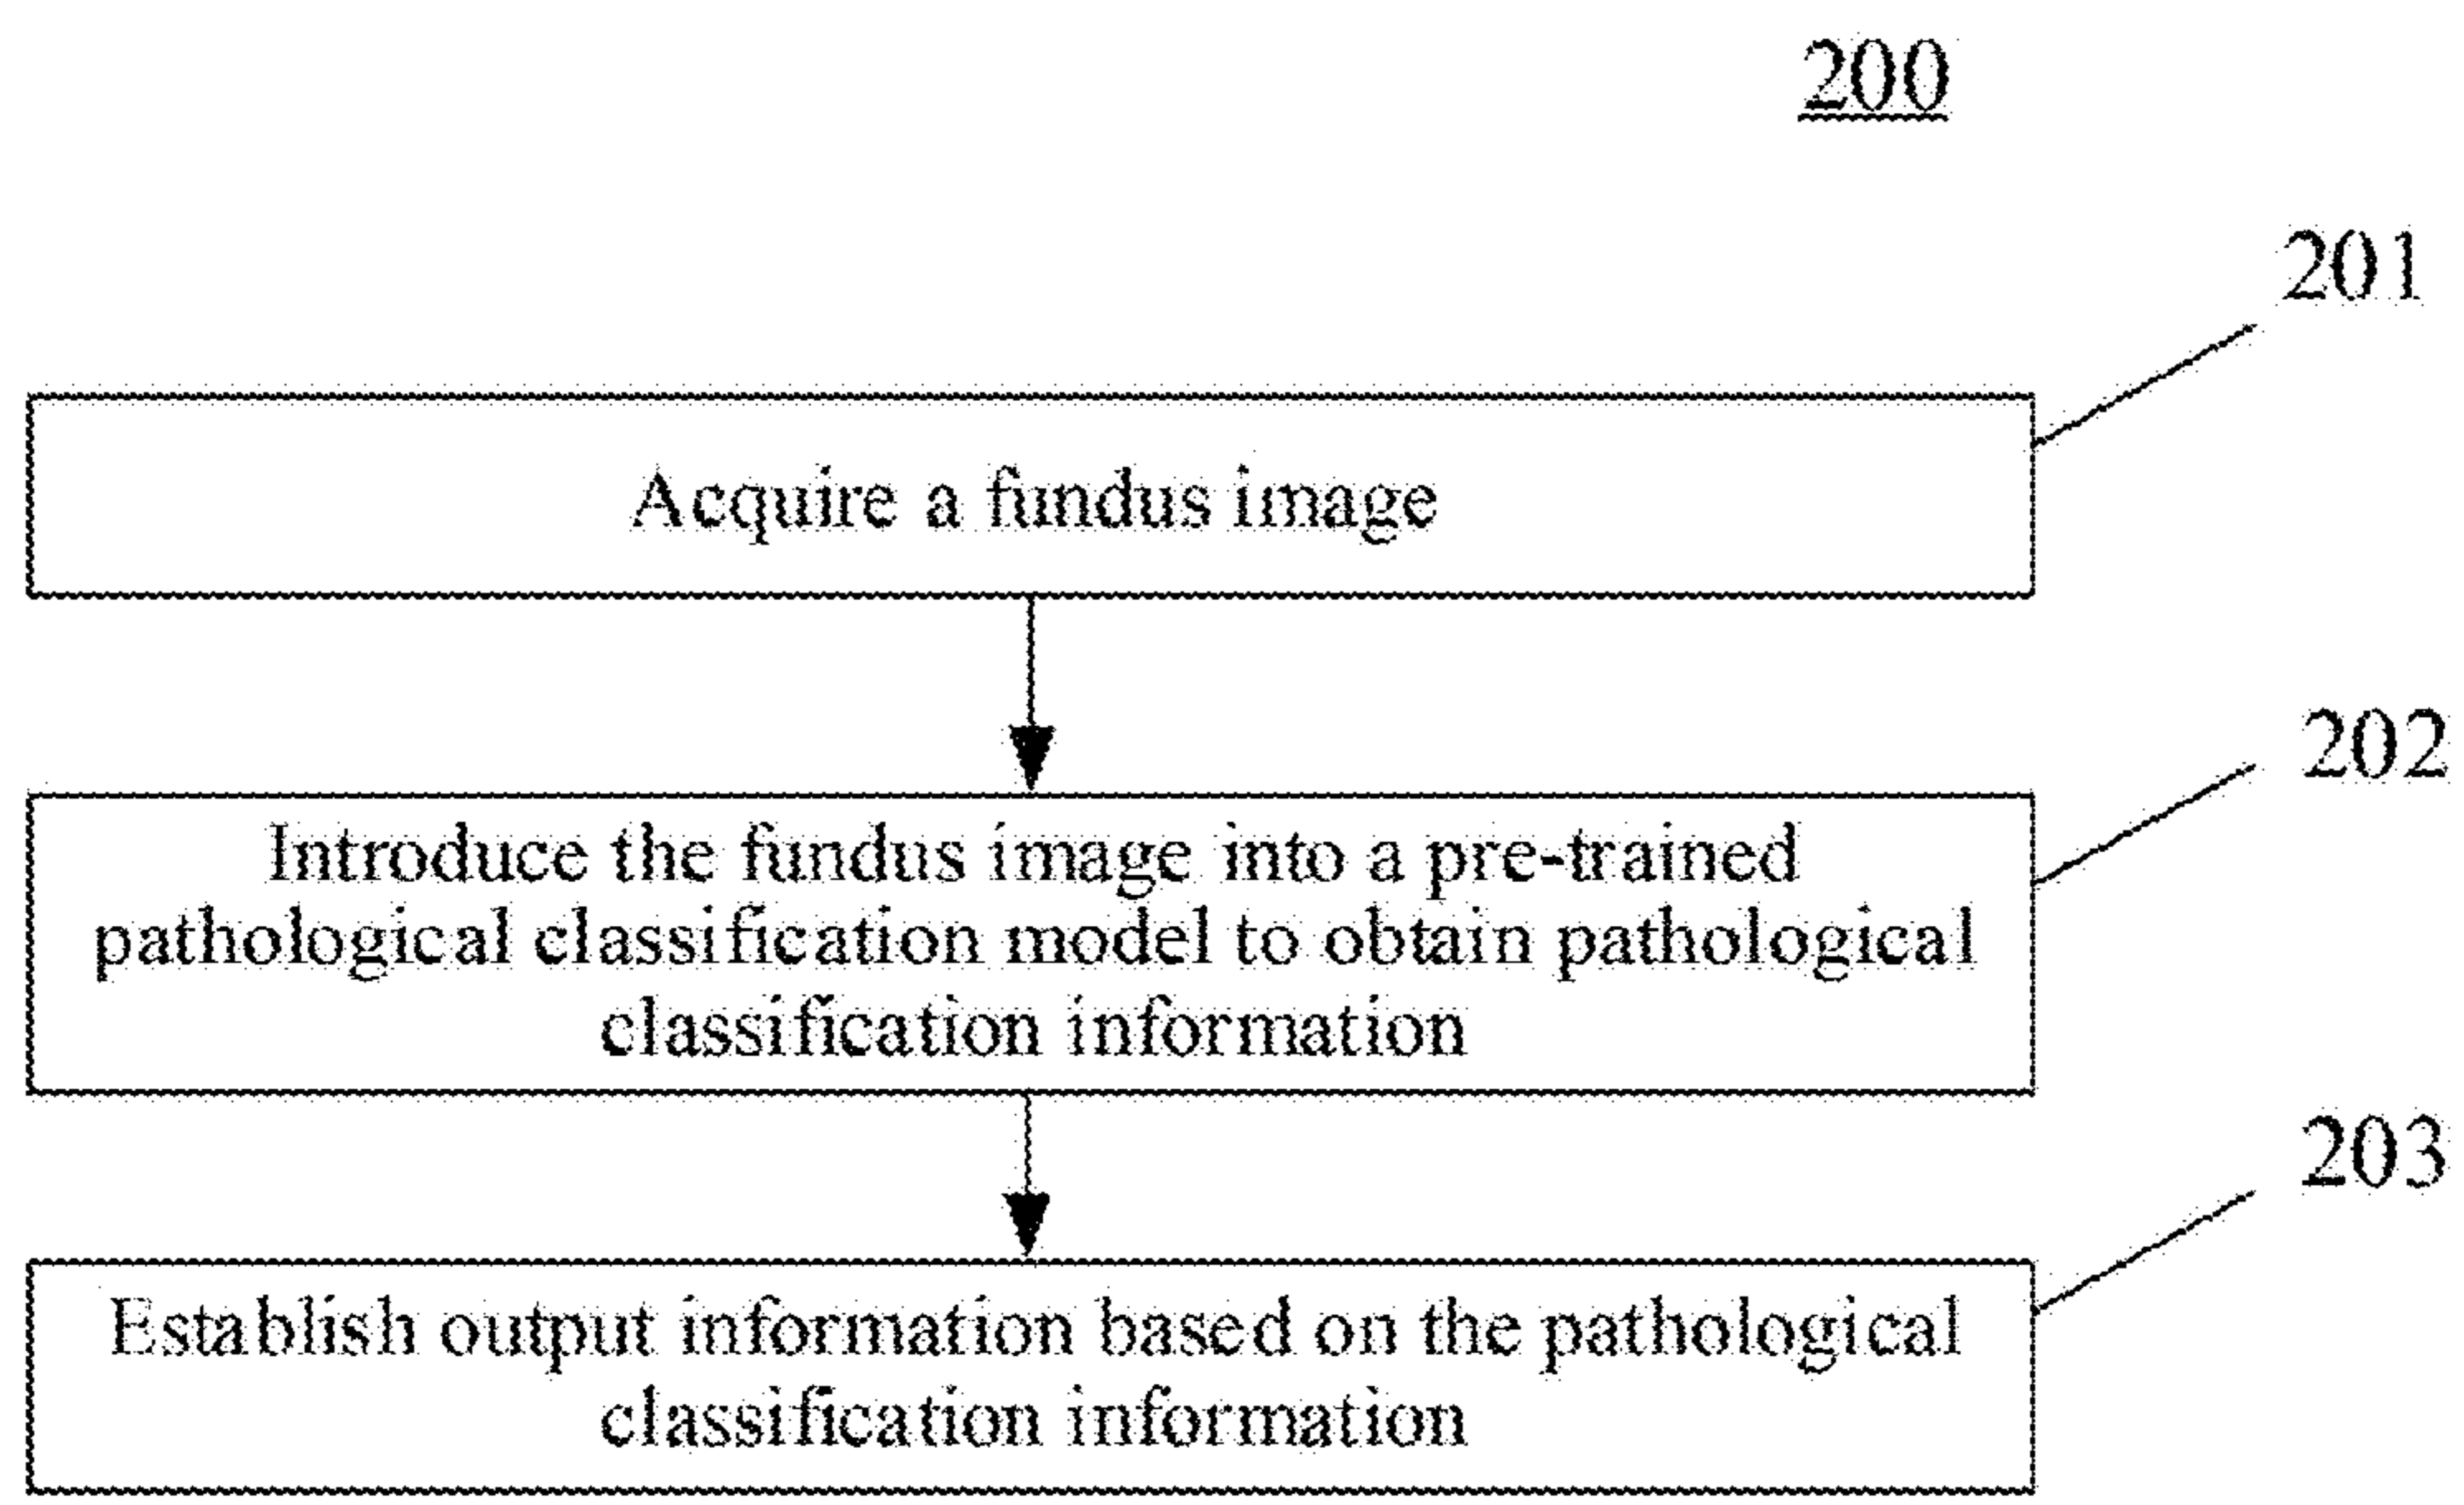 200
201
Acquire a fundus image
202
Introduce the fundus image into a pre-trained
pathological classification model to obtain pathological
classification information
203
Establish output information based on the pathological
classification information